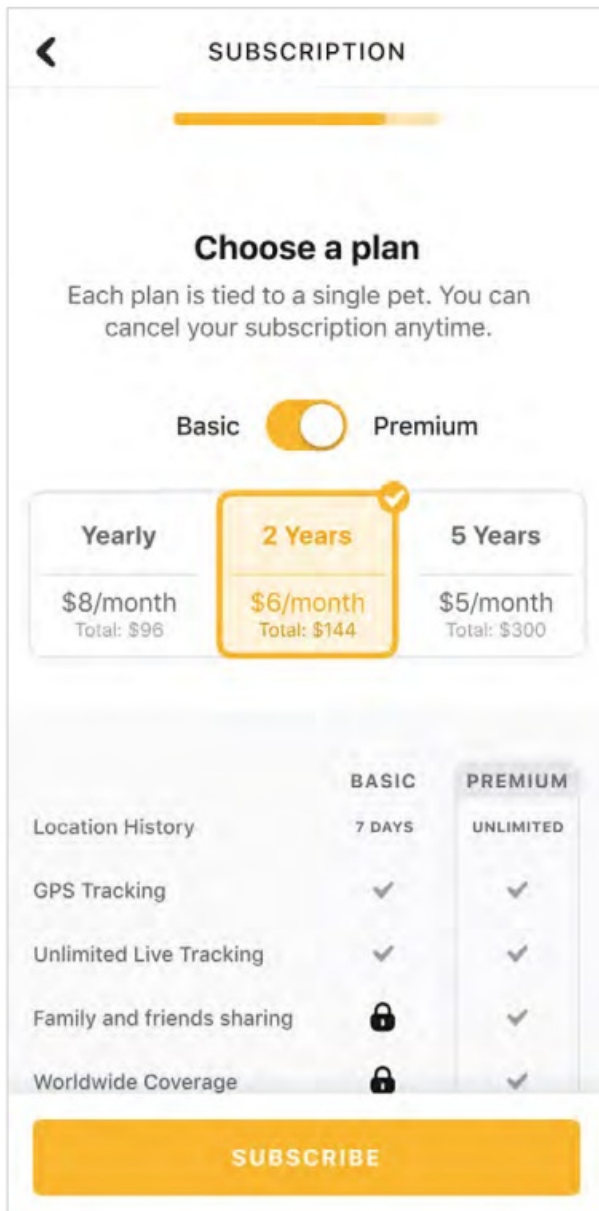 SUBSCRIPTION
Choose a plan
Each plan is tied to a single pet. You can
cancel your subscription anytime.
Basic Premium
Yearly 2 Years 5 Years
$8/month $6/month $5/month
Total: $96 Total: $144 Total: $300
BASIC PREMIUM
Location History 7 DAYS UNLIMITED
GPS Tracking
Unlimited Live Tracking
Family and friends sharing
Worldwide Coverage
SUBSCRIBE